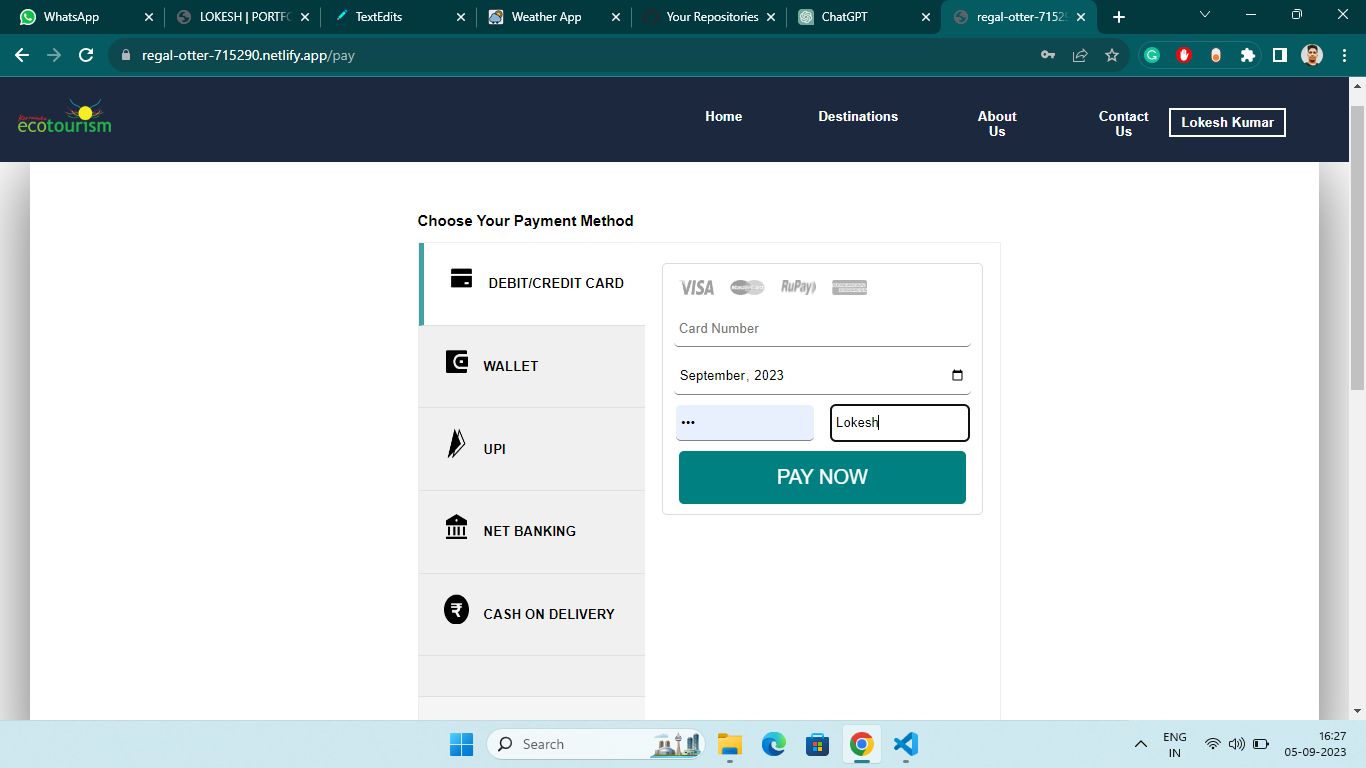 WhatsApp
LOKESH | PORTFO
TextEdits
Weather App
Your Repositories
ChatGPT
regal-otter-7152
regal-otter-715290.netlify.app/pay
Karnataka
ecotourism
Home
Destinations
About
Us
Contact
Us
Lokesh Kumar
Choose Your Payment Method
DEBIT/CREDIT CARD
WALLET
UPI
NET BANKING
CASH ON DELIVERY
VISA
RuPay
Card Number
September, 2023
•••
Lokesh
PAY NOW
Search
ENG
IN
16:27
05-09-2023